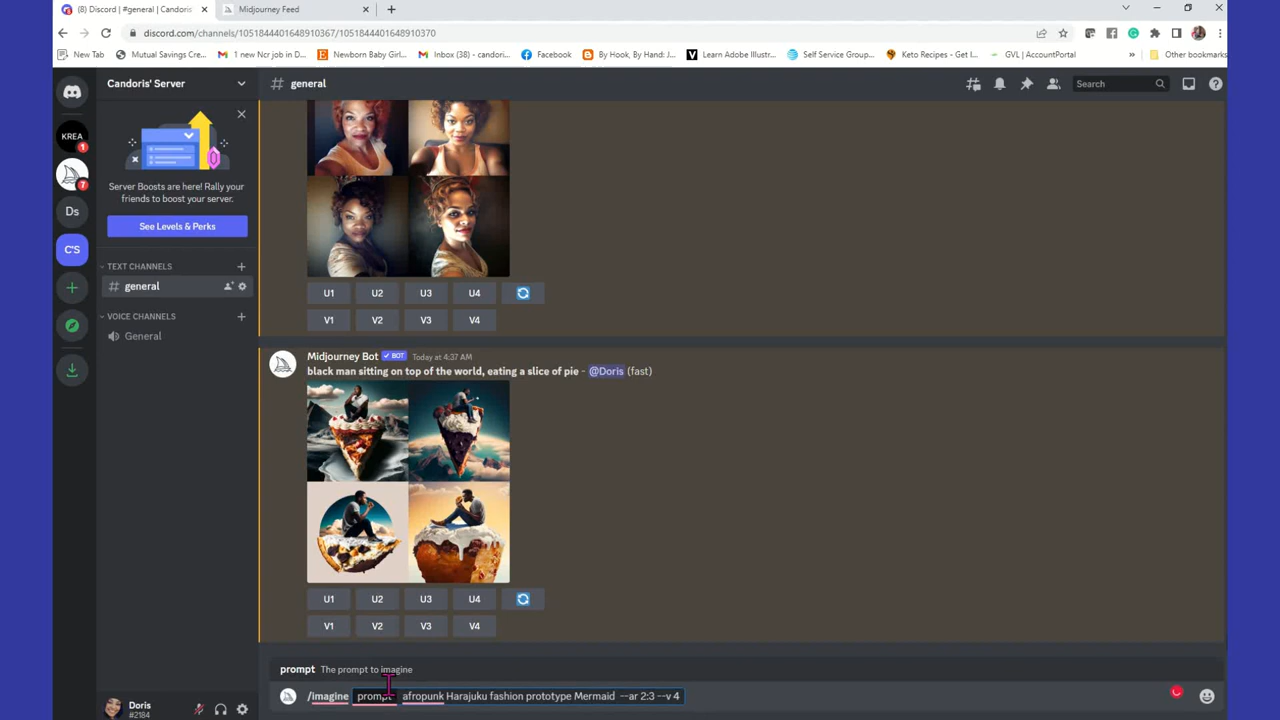 (8) Discord | #general | Candoris
Midjourney Feed
discord.com/channels/1051844401648910367/1051844401648910370
New Tab
Mutual Savings Cre...
1 new Ncr job in D...
Newborn Baby Girl...
Inbox (38) - candori...
Facebook
By Hook, By Hand: J...
Learn Adobe Illustr...
Self Service Group...
Keto Recipes - Get I...
GVL | AccountPortal
»
Other bookmarks
Candoris' Server
# general
Search
KREA
1
7
Ds
C'S
Server Boosts are here! Rally your
friends to boost your server.
See Levels & Perks
TEXT CHANNELS
# general
VOICE CHANNELS
General
U1 U2 U3 U4
V1 V2 V3 V4
Midjourney Bot ✓ BOT Today at 4:37 AM
black man sitting on top of the world, eating a slice of pie - @Doris (fast)
U1 U2 U3 U4
V1 V2 V3 V4
prompt The prompt to imagine
/imagine prompt afropunk Harajuku fashion prototype Mermaid --ar 2:3 --v 4
Doris
#2184